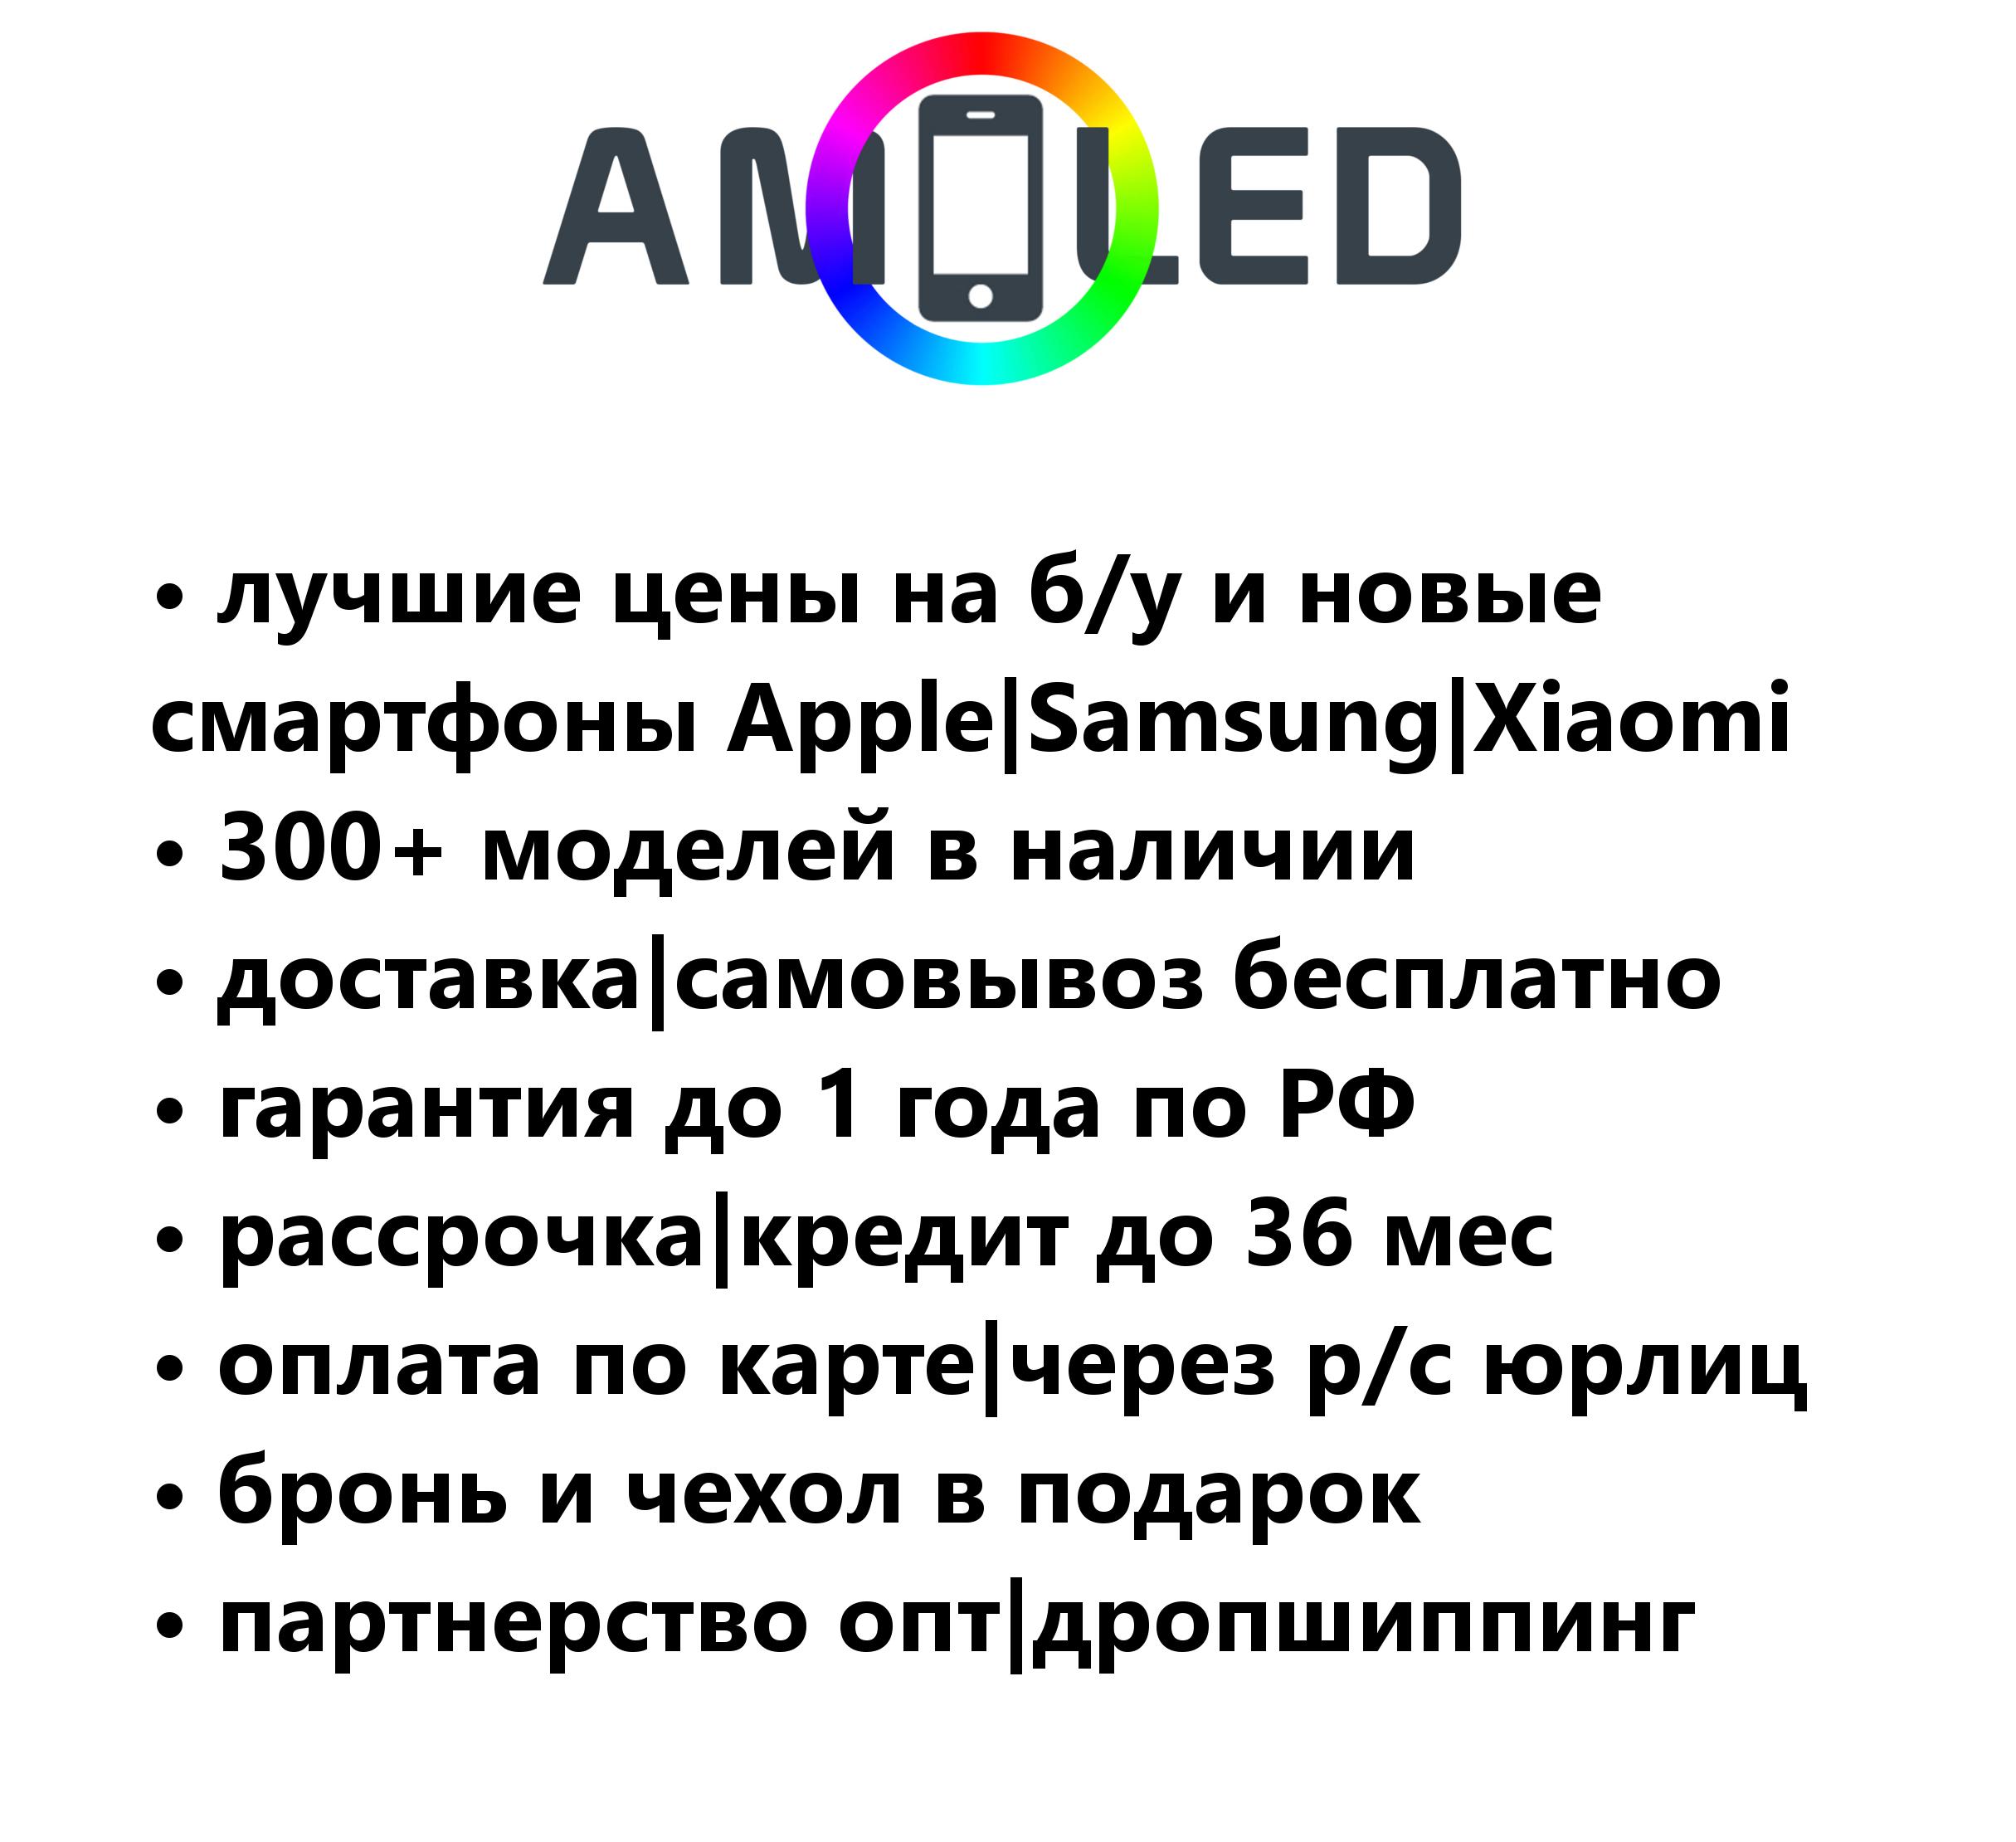 AMOLED
• лучшие цены на б/у и новые
смартфоны Apple|Samsung|Xiaomi
• 300+ моделей в наличии
• доставка|самовывоз бесплатно
• гарантия до 1 года по РФ
• рассрочка|кредит до 36 мес
• оплата по карте|через р/с юрлиц
• бронь и чехол в подарок
• партнерство опт|дропшиппинг